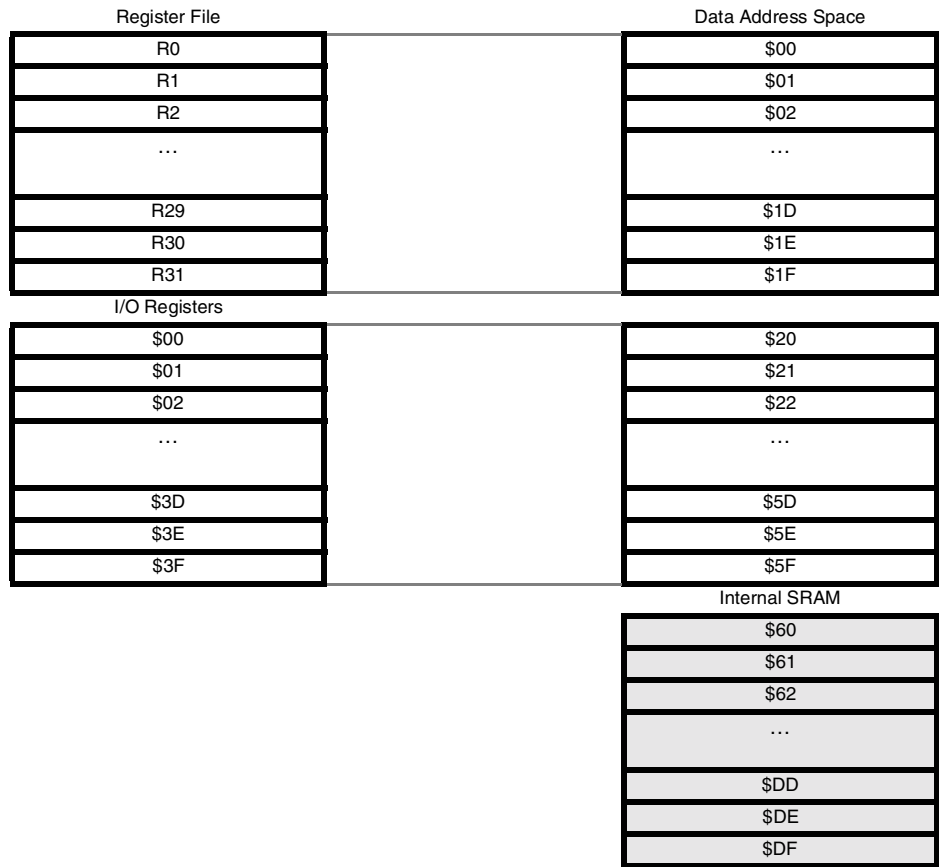 Register File
Data Address Space
R0
$00
R1
$01
R2
$02
...
...
R29
$1D
R30
$1E
R31
$1F
I/O Registers
$00
$20
$01
$21
$02
$22
...
...
$3D
$5D
$3E
$5E
$3F
$5F
Internal SRAM
$60
$61
$62
...
$DD
$DE
$DF